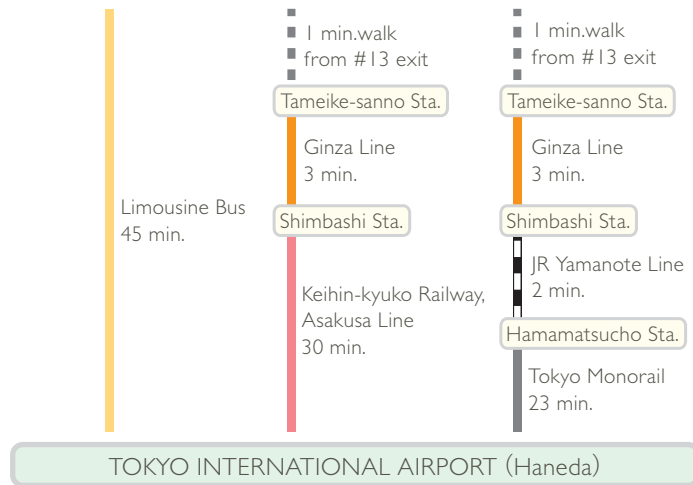 1 min.walk
from #13 exit
Tameike-sanno Sta.
Ginza Line
3 min.
Shimbashi Sta.
Limousine Bus
45 min.
Keihin-kyuko Railway,
Asakusa Line
30 min.
1 min.walk
from #13 exit
Tameike-sanno Sta.
Ginza Line
3 min.
Shimbashi Sta.
JR Yamanote Line
2 min.
Hamamatsucho Sta.
Tokyo Monorail
23 min.
TOKYO INTERNATIONAL AIRPORT（Haneda）